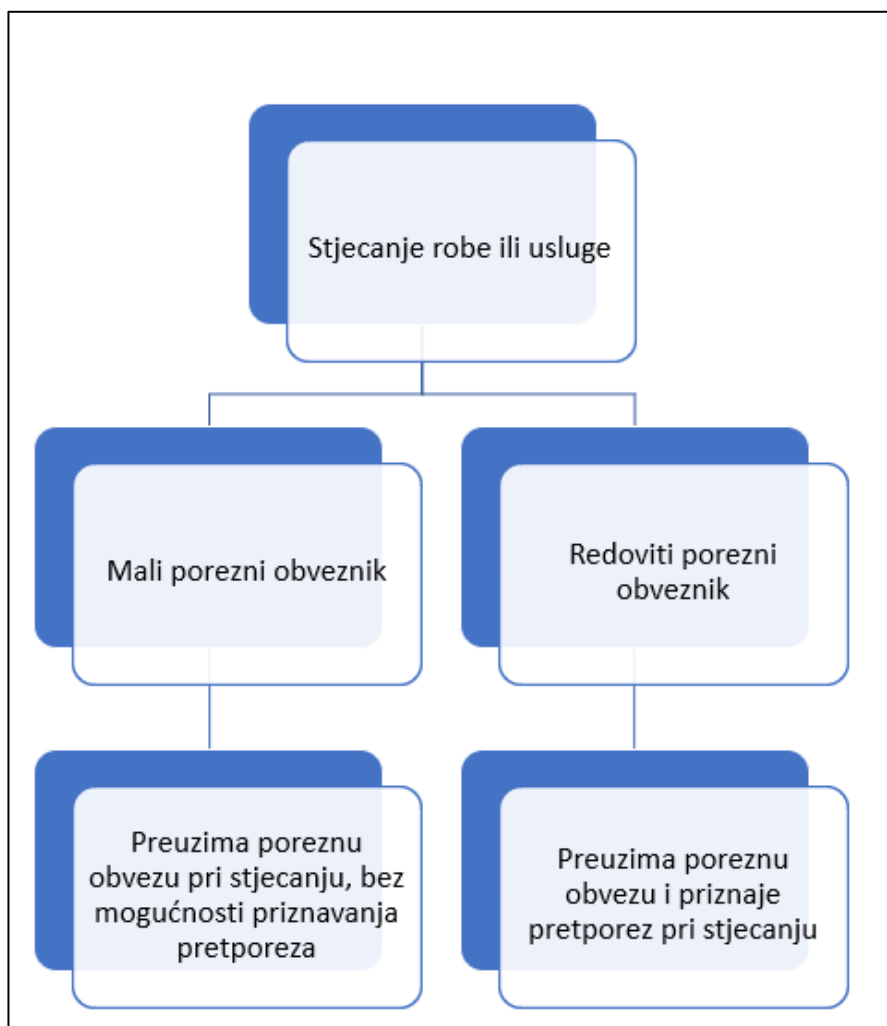 Stjecanje robe ili usluge
Mali porezni obveznik
Redoviti porezni
obveznik
Preuzima poreznu
obvezu pri stjecanju, bez
mogućnosti priznavanja
pretporeza
Preuzima poreznu
obvezu i priznaje
pretporez pri stjecanju